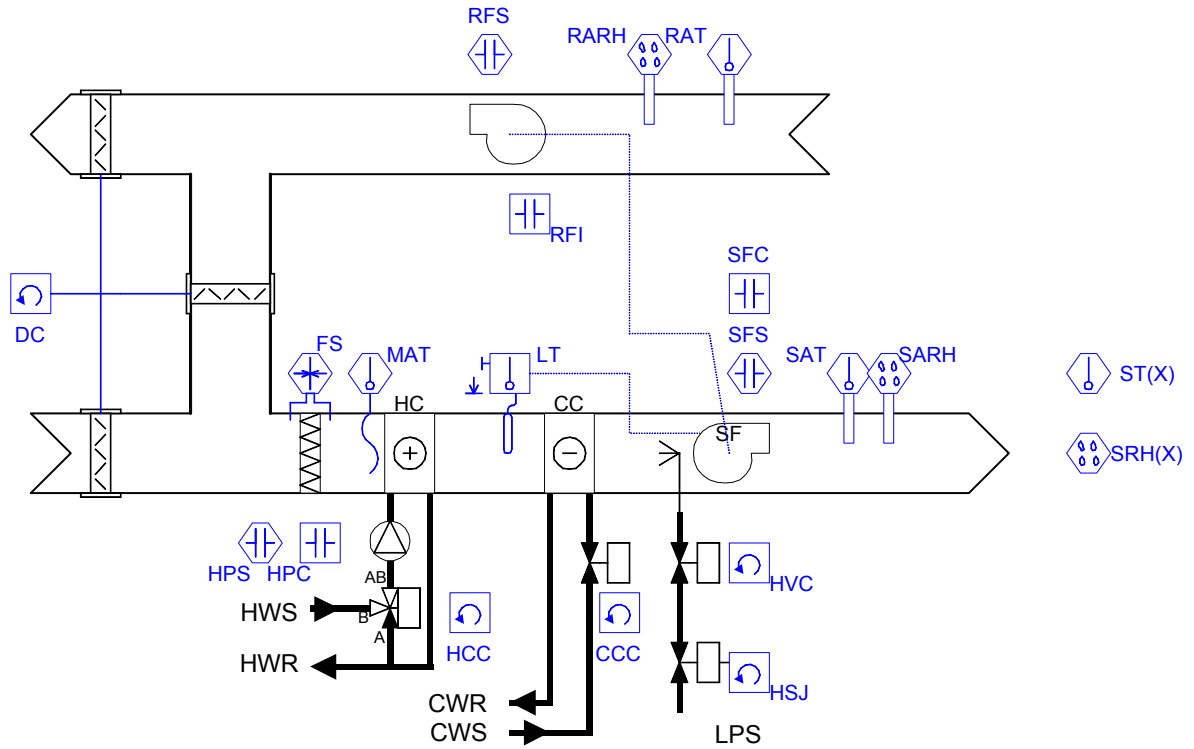 RFS
RARH
RAT
RFI
SFC
DC
SFS
FS
MAT
LT
SAT
SARH
ST(X)
HC
CC
SF
SRH(X)
HPS
HPC
AB
HVC
HWS
B
A
HCC
CCC
HWR
HSJ
CWR
CWS
LPS